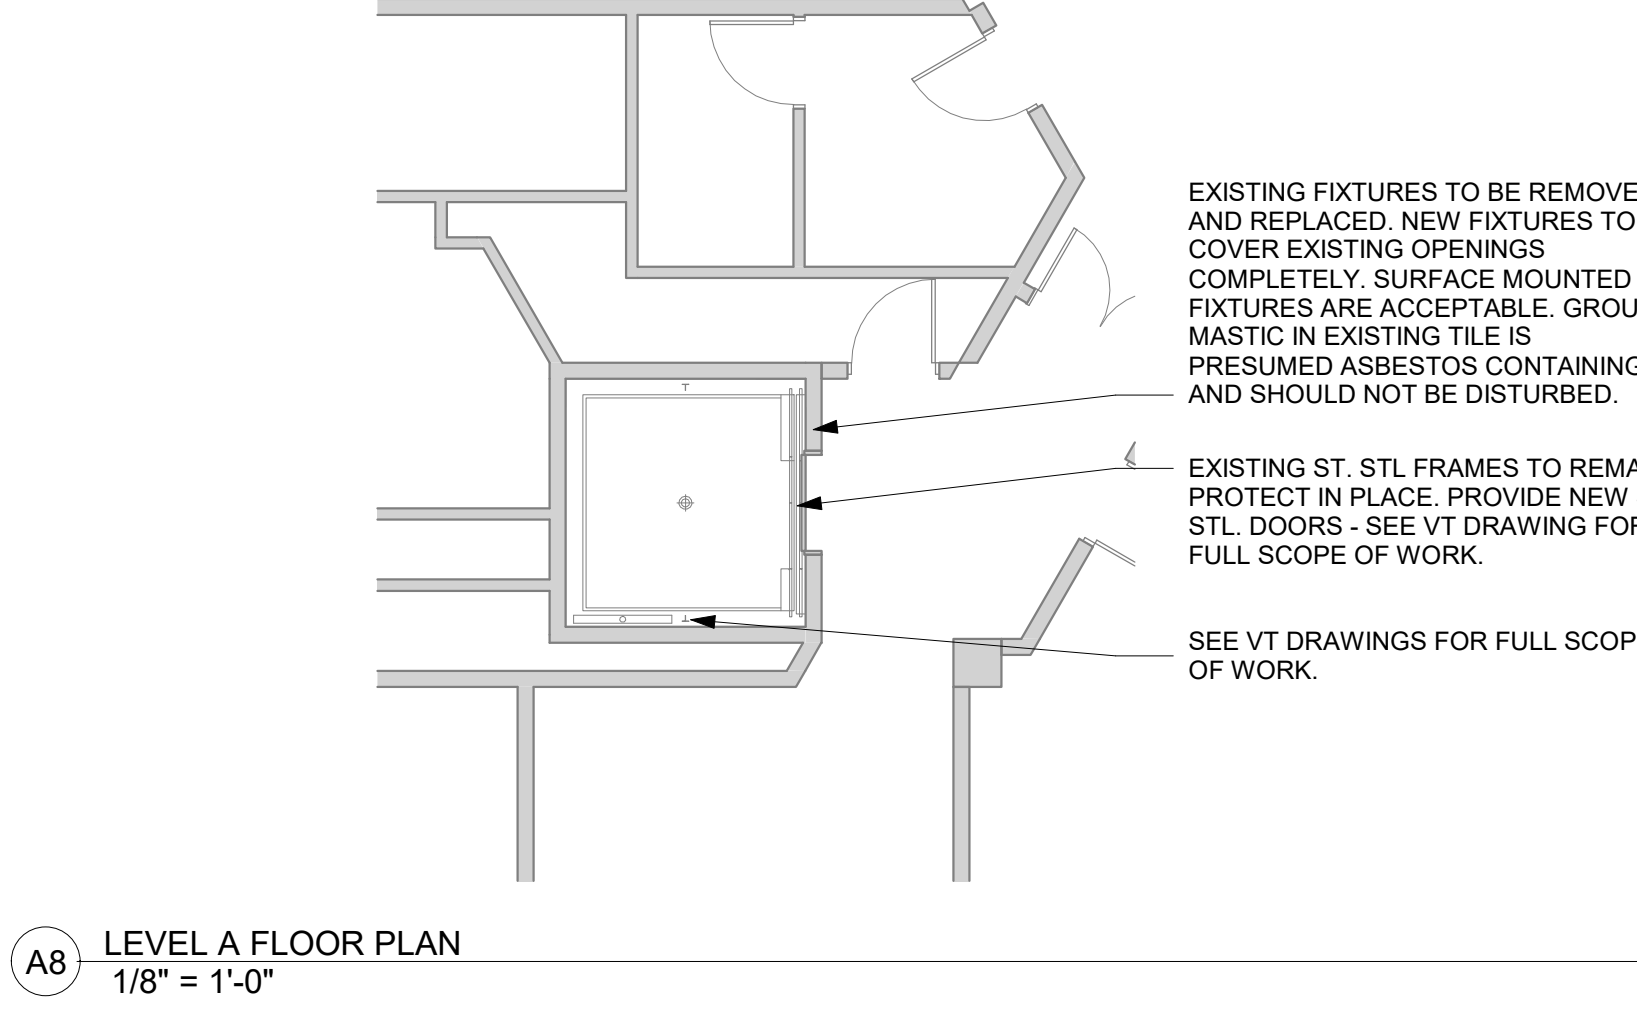 EXISTING FIXTURES TO BE REMOVE
AND REPLACED. NEW FIXTURES TO
COVER EXISTING OPENINGS
COMPLETELY. SURFACE MOUNTED
FIXTURES ARE ACCEPTABLE. GROU
MASTIC IN EXISTING TILE IS
PRESUMED ASBESTOS CONTAINING
AND SHOULD NOT BE DISTURBED.
EXISTING ST. STL FRAMES TO REMA
PROTECT IN PLACE. PROVIDE NEW
STL. DOORS - SEE VT DRAWING FOR
FULL SCOPE OF WORK.
SEE VT DRAWINGS FOR FULL SCOP
OF WORK.
A8
LEVEL A FLOOR PLAN
1/8" = 1'-0"